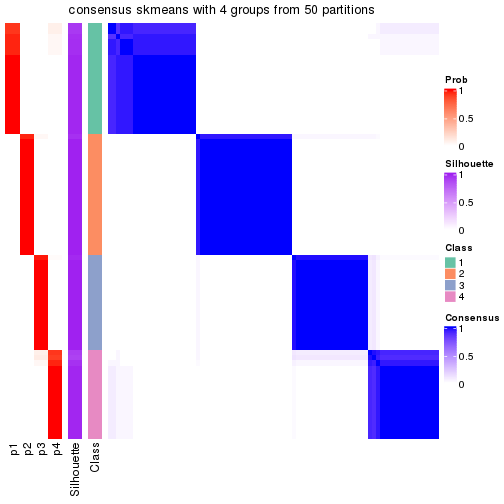 consensus skmeans with 4 groups from 50 partitions
Prob
1
0.5
0
Silhouette
1
0.5
0
Class
1
2
3
4
Consensus
1
0.5
0
p1
p2
p3
p4
Silhouette
Class